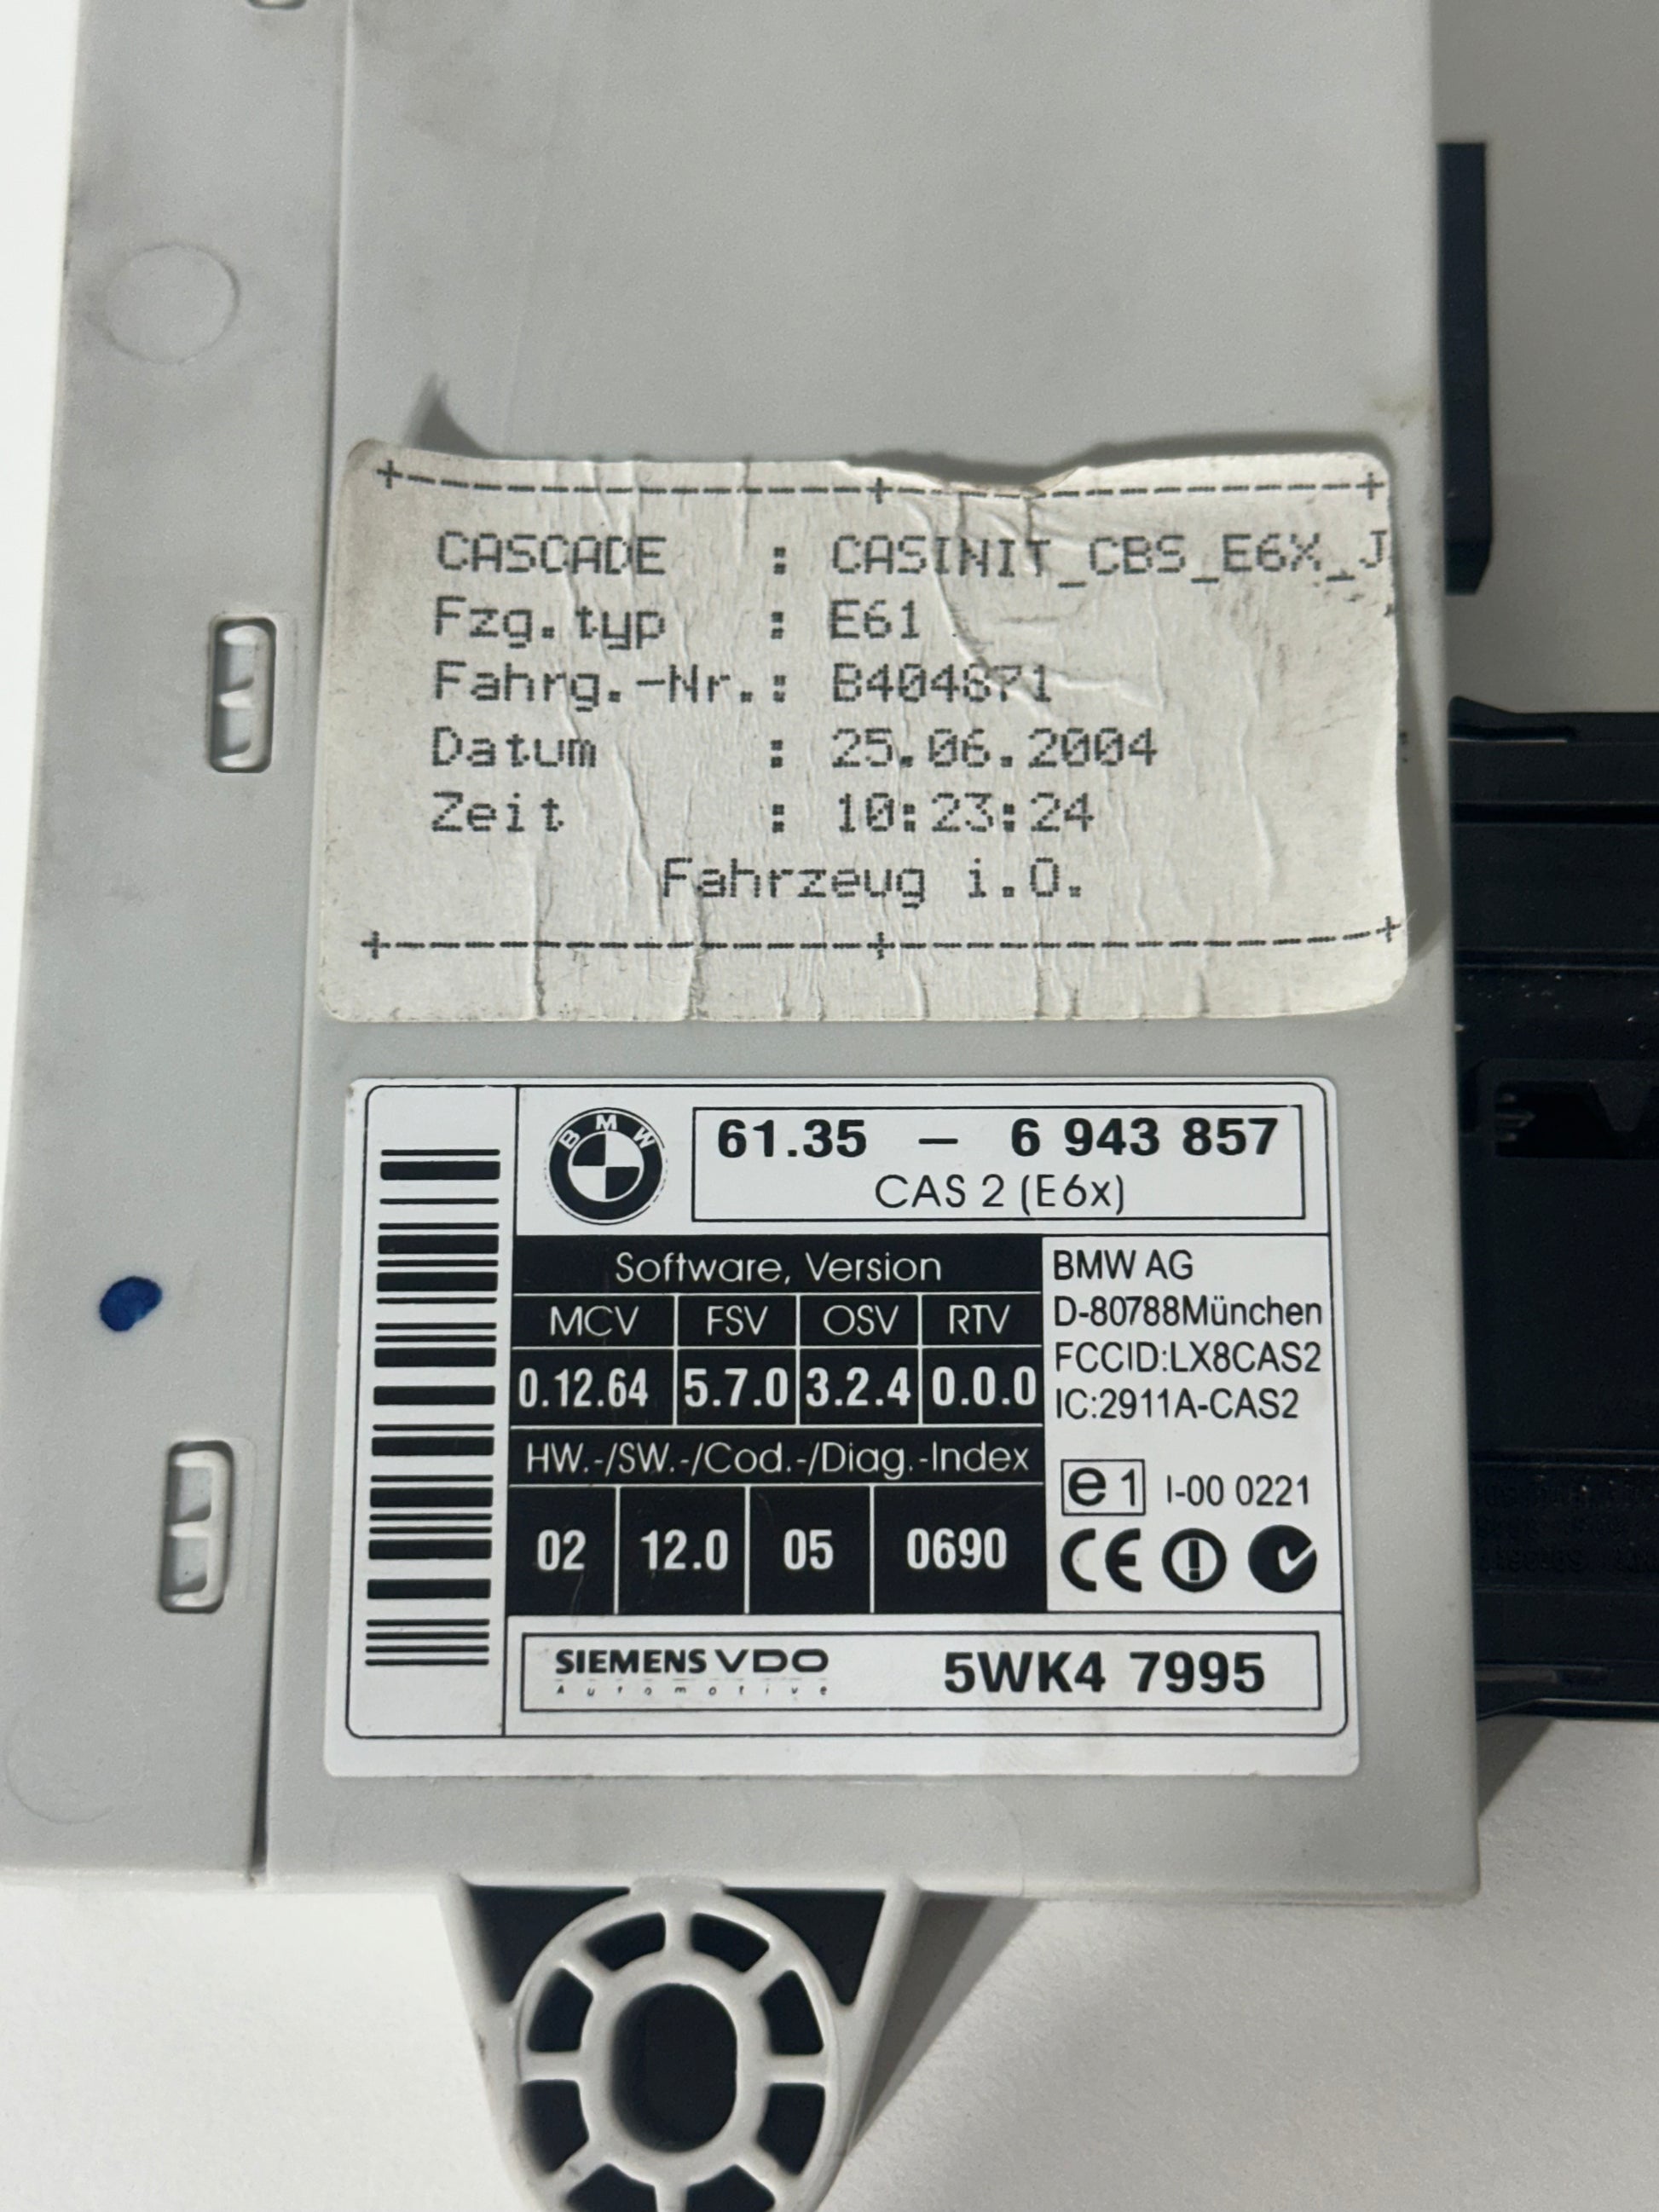 +---------------+---------------+
CASCADE : CASINIT_CBS_E6X_J
Fzg.typ : E61
Fahrg.-Nr.: B404871
Datum : 25.06.2004
Zeit : 10:23:24
Fahrzeug i.O.
+---------------+---------------+
BMW
61.35 – 6 943 857
CAS 2 (E6x)
Software, Version
MCV FSV OSV RTV
0.12.64 5.7.0 3.2.4 0.0.0
HW.-/SW.-/Cod.-/Diag.-Index
02 12.0 05 0690
BMW AG
D-80788München
FCCID:LX8CAS2
IC:2911A-CAS2
e1 I-00 0221
CE
SIEMENS VDO
Automotive
5WK4 7995